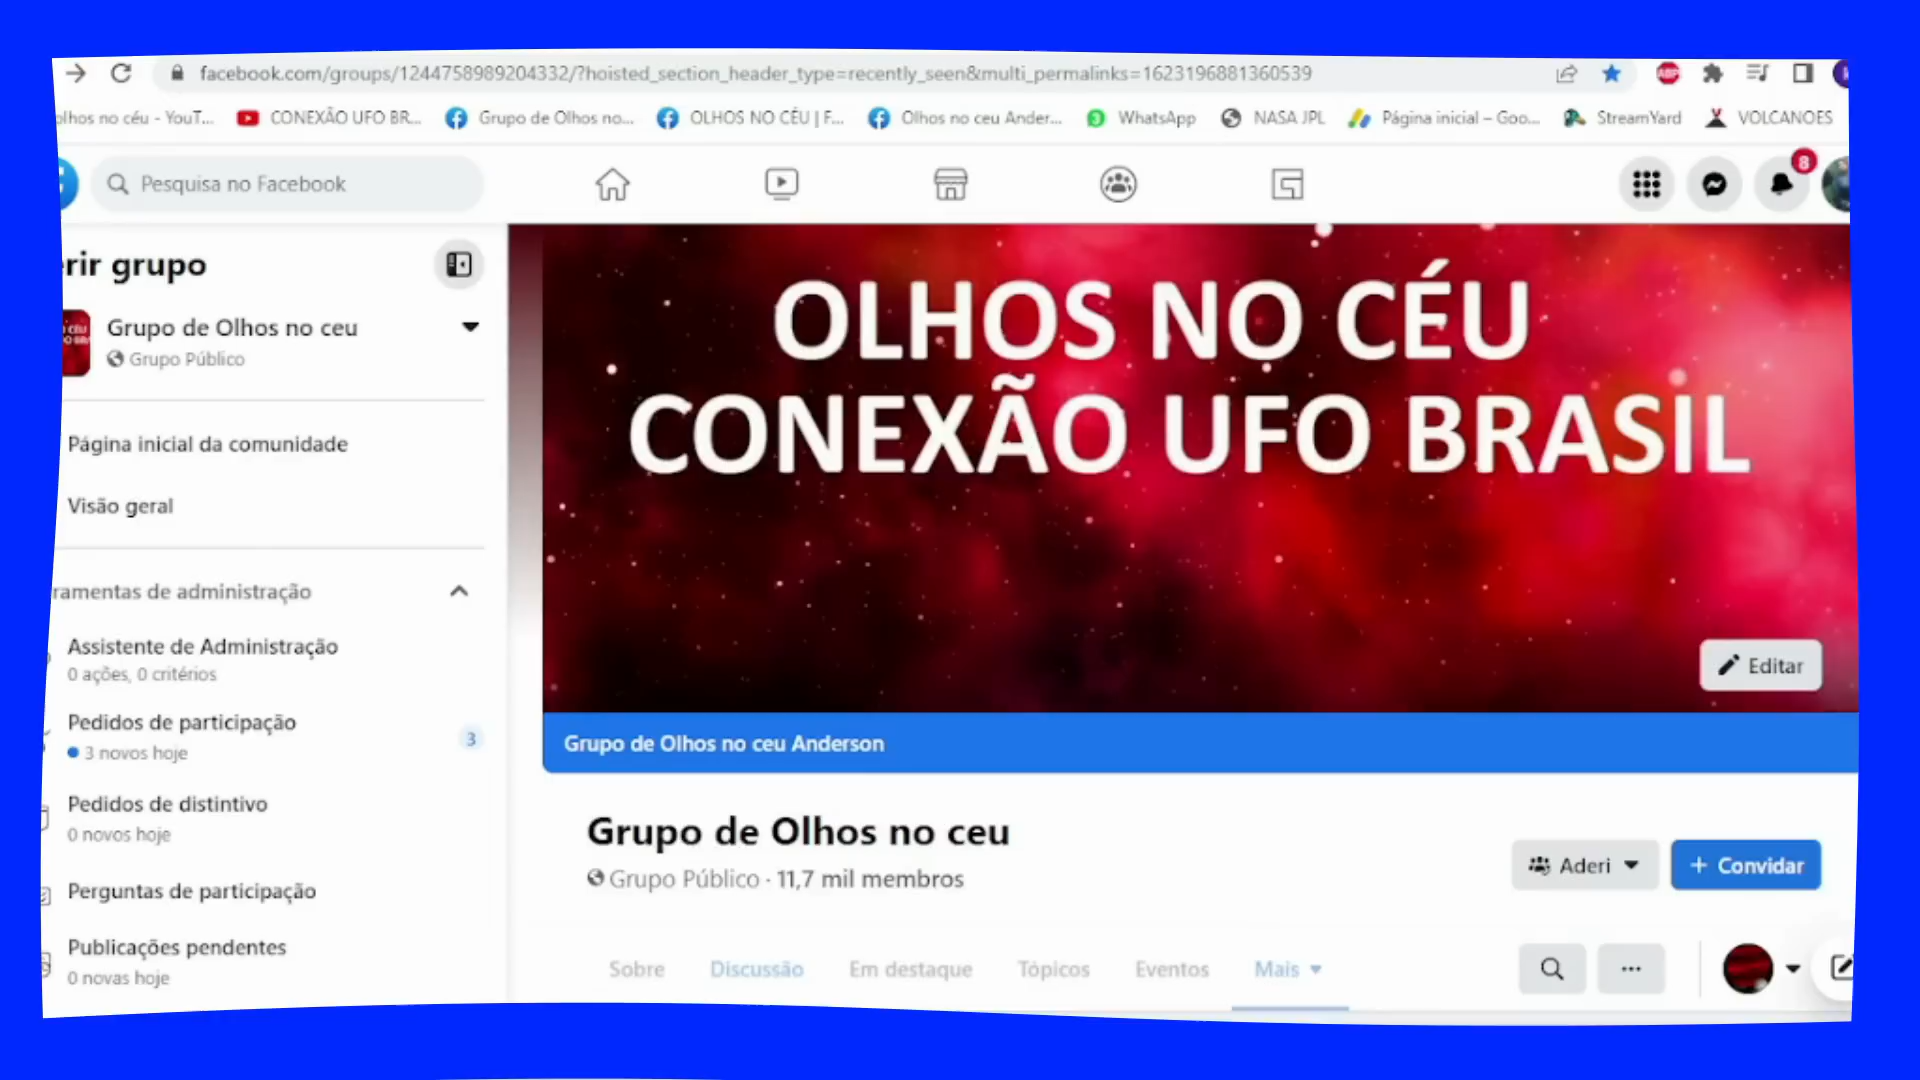 facebook.com/groups/1244758989204332/?hoisted_section_header_type=recently_seen&multi_permalinks=1623196881360539
olhos no céu - YouT... CONEXÃO UFO BR... Grupo de Olhos no... OLHOS NO CÉU | F... Olhos no ceu Ander... WhatsApp NASA JPL Página inicial – Goo... StreamYard VOLCANOES
Pesquisa no Facebook
8
erir grupo
Grupo de Olhos no ceu
Grupo Público
Página inicial da comunidade
Visão geral
ramentas de administração
Assistente de Administração
0 ações, 0 critérios
Pedidos de participação
3 novos hoje
3
Pedidos de distintivo
0 novos hoje
Perguntas de participação
Publicações pendentes
0 novas hoje
OLHOS NO CÉU
CONEXÃO UFO BRASIL
Editar
Grupo de Olhos no ceu Anderson
Grupo de Olhos no ceu
Grupo Público · 11,7 mil membros
Aderi
+ Convidar
Sobre Discussão Em destaque Tópicos Eventos Mais